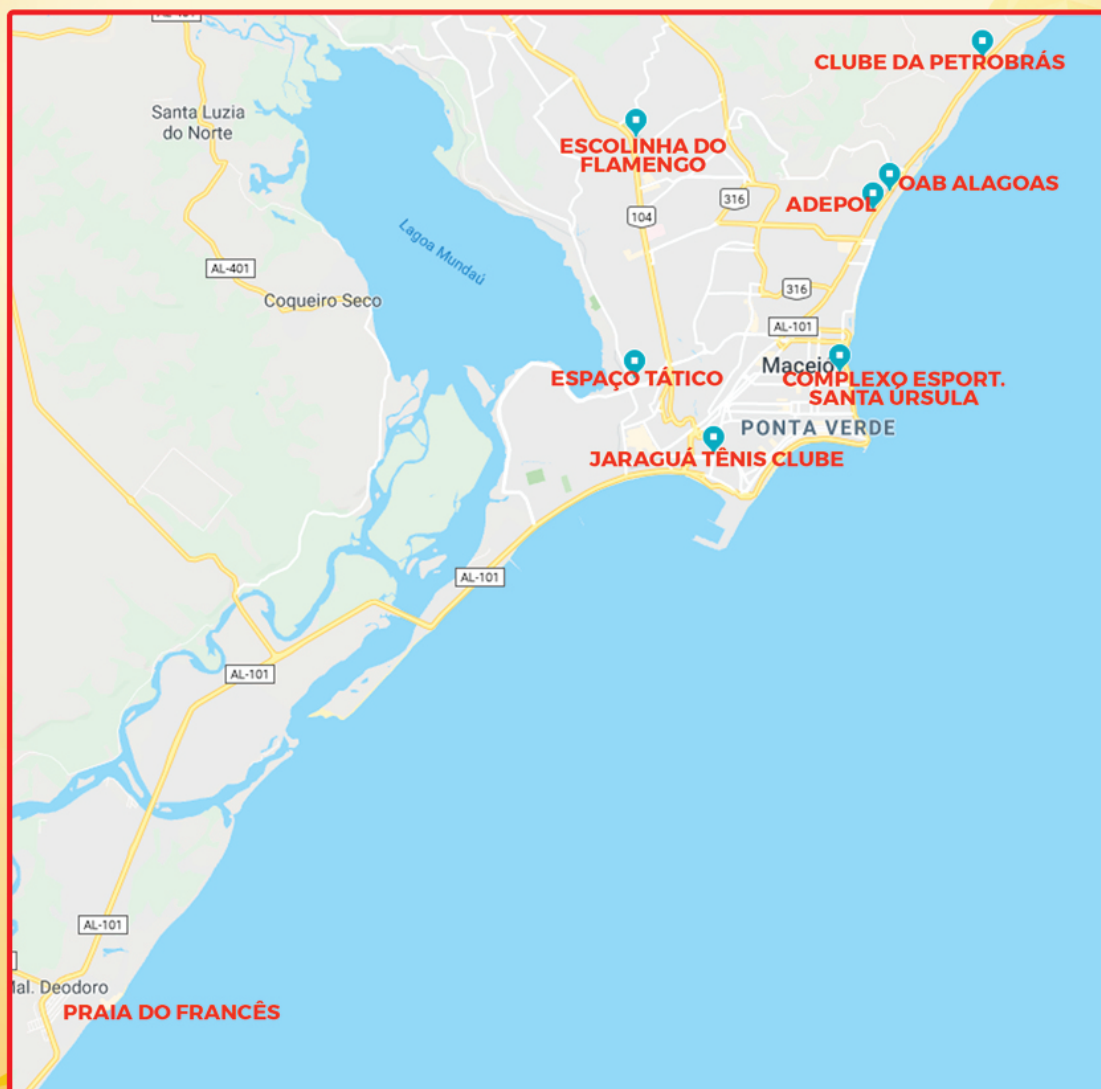 CLUBE DA PETROBRÁS
Santa Luzia
do Norte
ESCOLINHA DO
FLAMENGO
OAB ALAGOAS
ADEPOL
316
104
Lagoa Mundaú
AL-401
316
Coqueiro Seco
AL-101
Maceió
ESPAÇO TÁTICO
COMPLEXO ESPORT.
SANTA ÚRSULA
PONTA VERDE
JARAGUÁ TÊNIS CLUBE
AL-101
AL-101
AL-101
al. Deodoro
PRAIA DO FRANCÊS